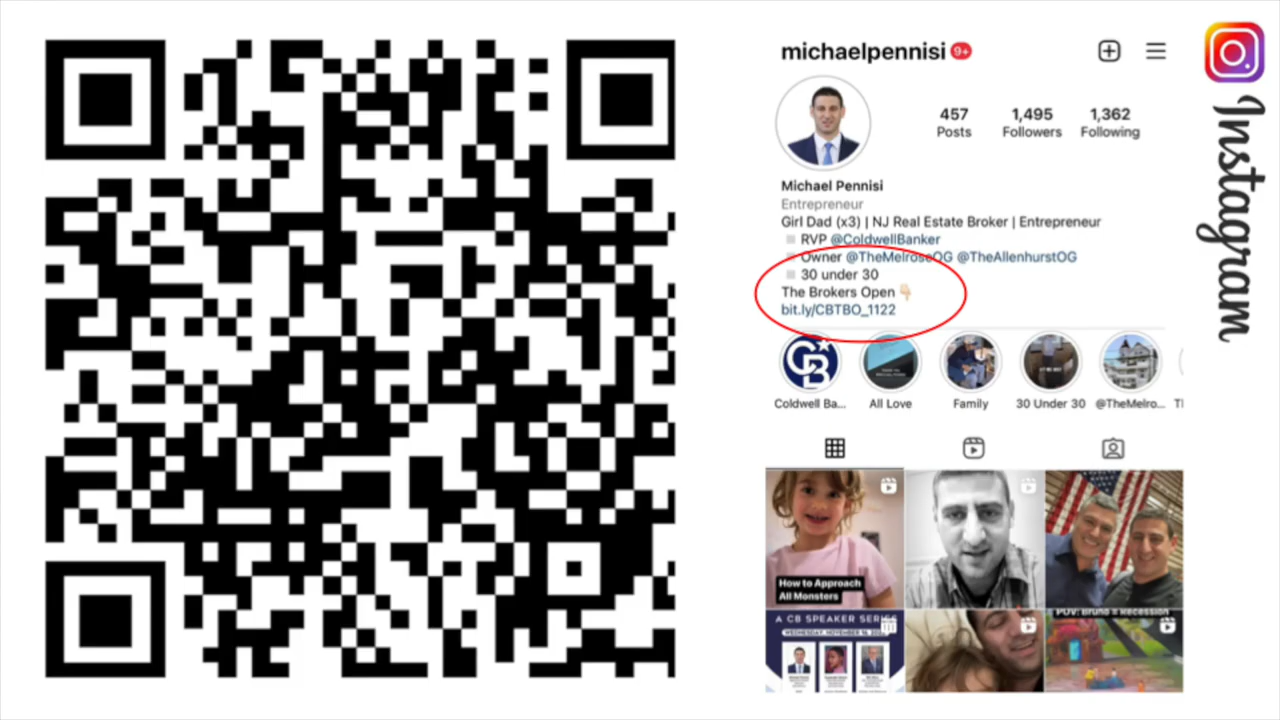 michaelpennisi 9+
457 1,495 1,362
Posts Followers Following
Michael Pennisi
Entrepreneur
Girl Dad (x3) | NJ Real Estate Broker | Entrepreneur
RVP @ColdwellBanker
Owner @TheMelroseOG @TheAllenhurstOG
30 under 30
The Brokers Open
bit.ly/CBTBO_1122
CB
Coldwell Ba... All Love Family 30 Under 30 @TheMelro...
How to Approach
All Monsters
A CB SPEAKER SERIES
POV: Bruno = Recession
Instagram